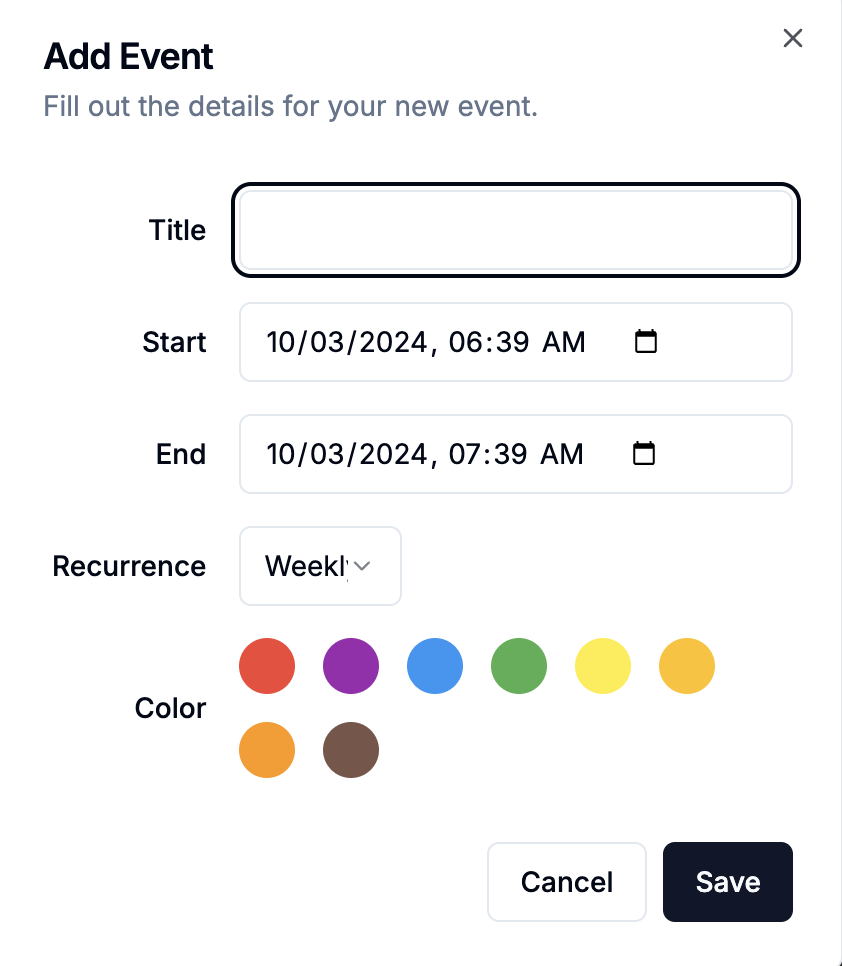 Add Event
Fill out the details for your new event.
Title
Start 10/03/2024, 06:39 AM
End 10/03/2024, 07:39 AM
Recurrence Weekly
Color
Cancel Save